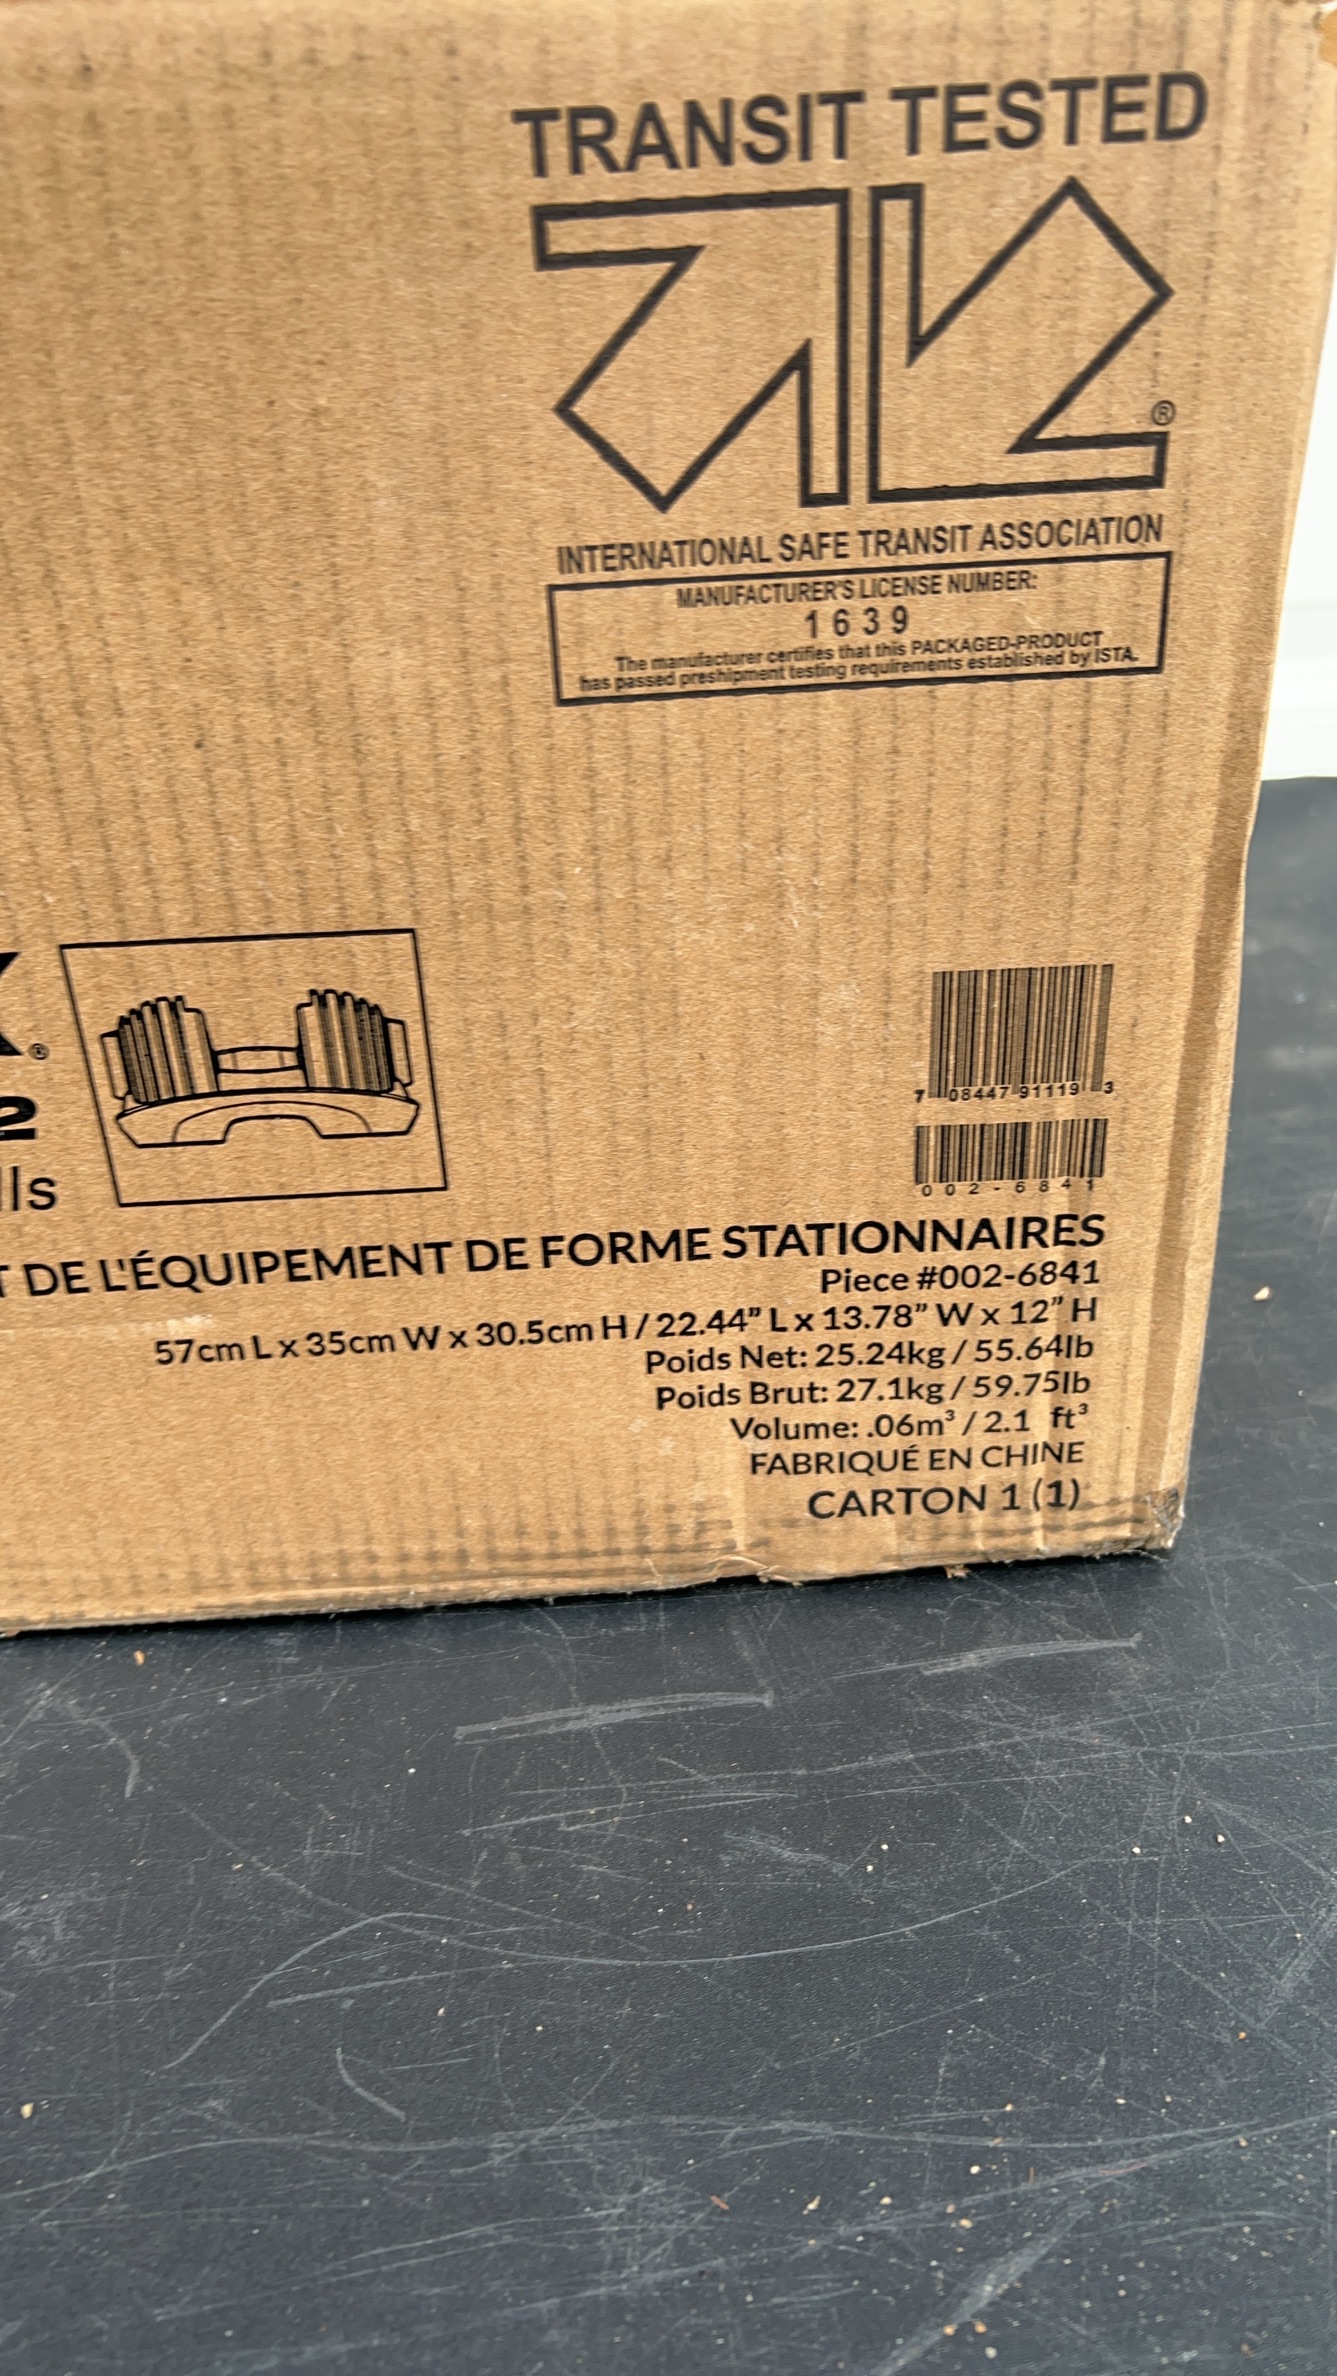 TRANSIT TESTED
®
INTERNATIONAL SAFE TRANSIT ASSOCIATION
MANUFACTURER'S LICENSE NUMBER:
1639
The manufacturer certifies that this PACKAGED-PRODUCT
has passed preshipment testing requirements established by ISTA.
X®
2
lls
7 08447 91119 3
002-6841
T DE L'ÉQUIPEMENT DE FORME STATIONNAIRES
Piece #002-6841
57cm L x 35cm W x 30.5cm H / 22.44” L x 13.78” W x 12” H
Poids Net: 25.24kg / 55.64lb
Poids Brut: 27.1kg / 59.75lb
Volume: .06m³ / 2.1 ft³
FABRIQUÉ EN CHINE
CARTON 1 (1)